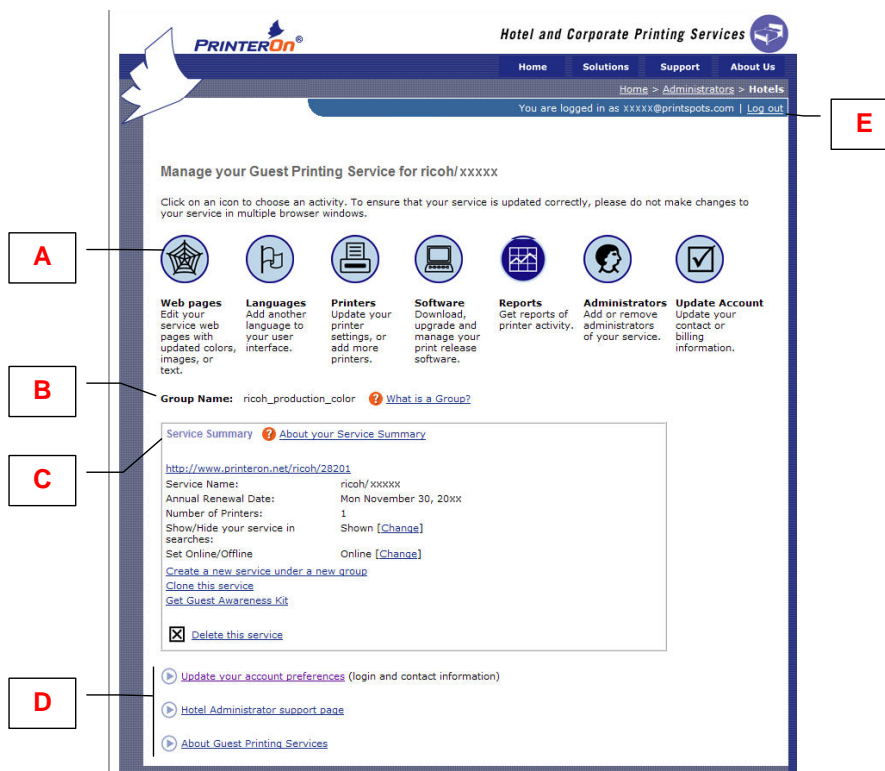 PRINTERON®
Hotel and Corporate Printing Services
Home Solutions Support About Us
Home > Administrators > Hotels
You are logged in as xxxxx@printspots.com | Log out
E
Manage your Guest Printing Service for ricoh/xxxxx
Click on an icon to choose an activity. To ensure that your service is updated correctly, please do not make changes to
your service in multiple browser windows.
A
Web pages
Edit your
service web
pages with
updated colors,
images, or
text.
Languages
Add another
language to
your user
interface.
Printers
Update your
printer
settings, or
add more
printers.
Software
Download,
upgrade and
manage your
print release
software.
Reports
Get reports of
printer activity.
Administrators
Add or remove
administrators
of your service.
Update Account
Update your
contact or
billing
information.
B
Group Name: ricoh_production_color ? What is a Group?
C
Service Summary ? About your Service Summary
http://www.printeron.net/ricoh/28201
Service Name: ricoh/xxxxx
Annual Renewal Date: Mon November 30, 20xx
Number of Printers: 1
Show/Hide your service in Shown [Change]
searches:
Set Online/Offline Online [Change]
Create a new service under a new group
Clone this service
Get Guest Awareness Kit
Delete this service
D
Update your account preferences (login and contact information)
Hotel Administrator support page
About Guest Printing Services